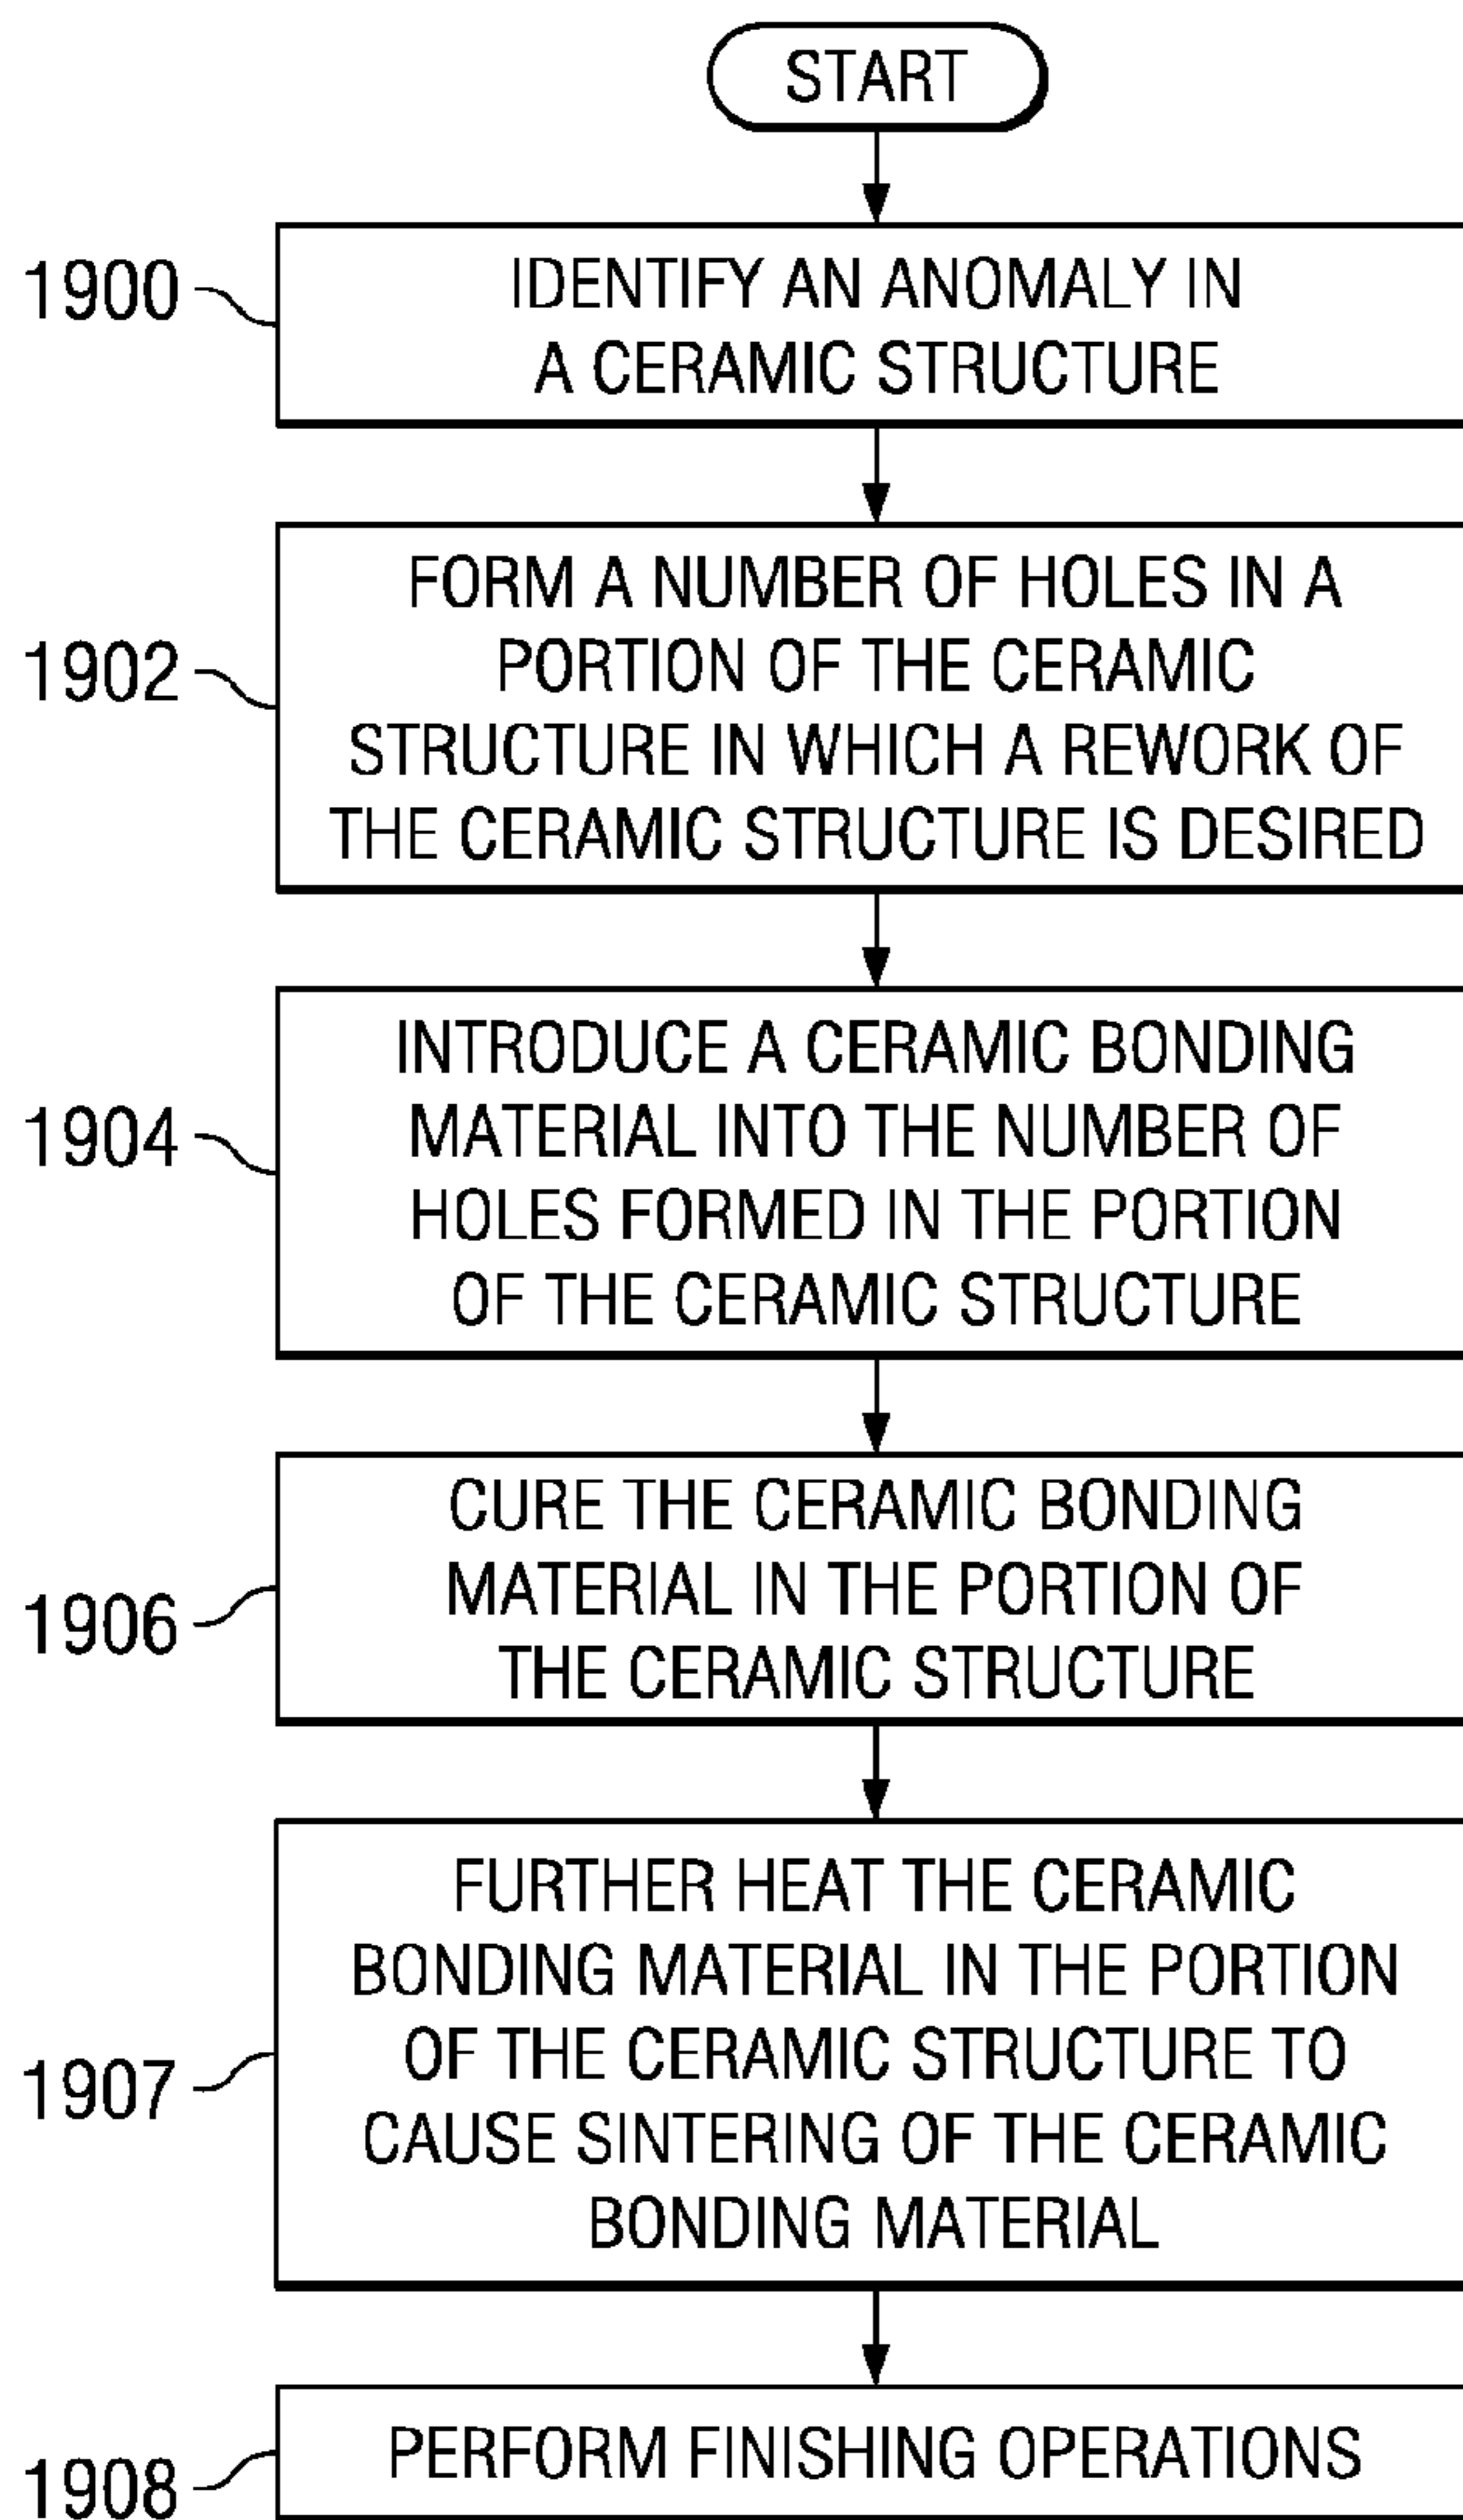 START
1900
IDENTIFY AN ANOMALY IN
A CERAMIC STRUCTURE
1902
FORM A NUMBER OF HOLES IN A
PORTION OF THE CERAMIC
STRUCTURE IN WHICH A REWORK OF
THE CERAMIC STRUCTURE IS DESIRED
1904
INTRODUCE A CERAMIC BONDING
MATERIAL INTO THE NUMBER OF
HOLES FORMED IN THE PORTION
OF THE CERAMIC STRUCTURE
1906
CURE THE CERAMIC BONDING
MATERIAL IN THE PORTION OF
THE CERAMIC STRUCTURE
1907
FURTHER HEAT THE CERAMIC
BONDING MATERIAL IN THE PORTION
OF THE CERAMIC STRUCTURE TO
CAUSE SINTERING OF THE CERAMIC
BONDING MATERIAL
1908
PERFORM FINISHING OPERATIONS